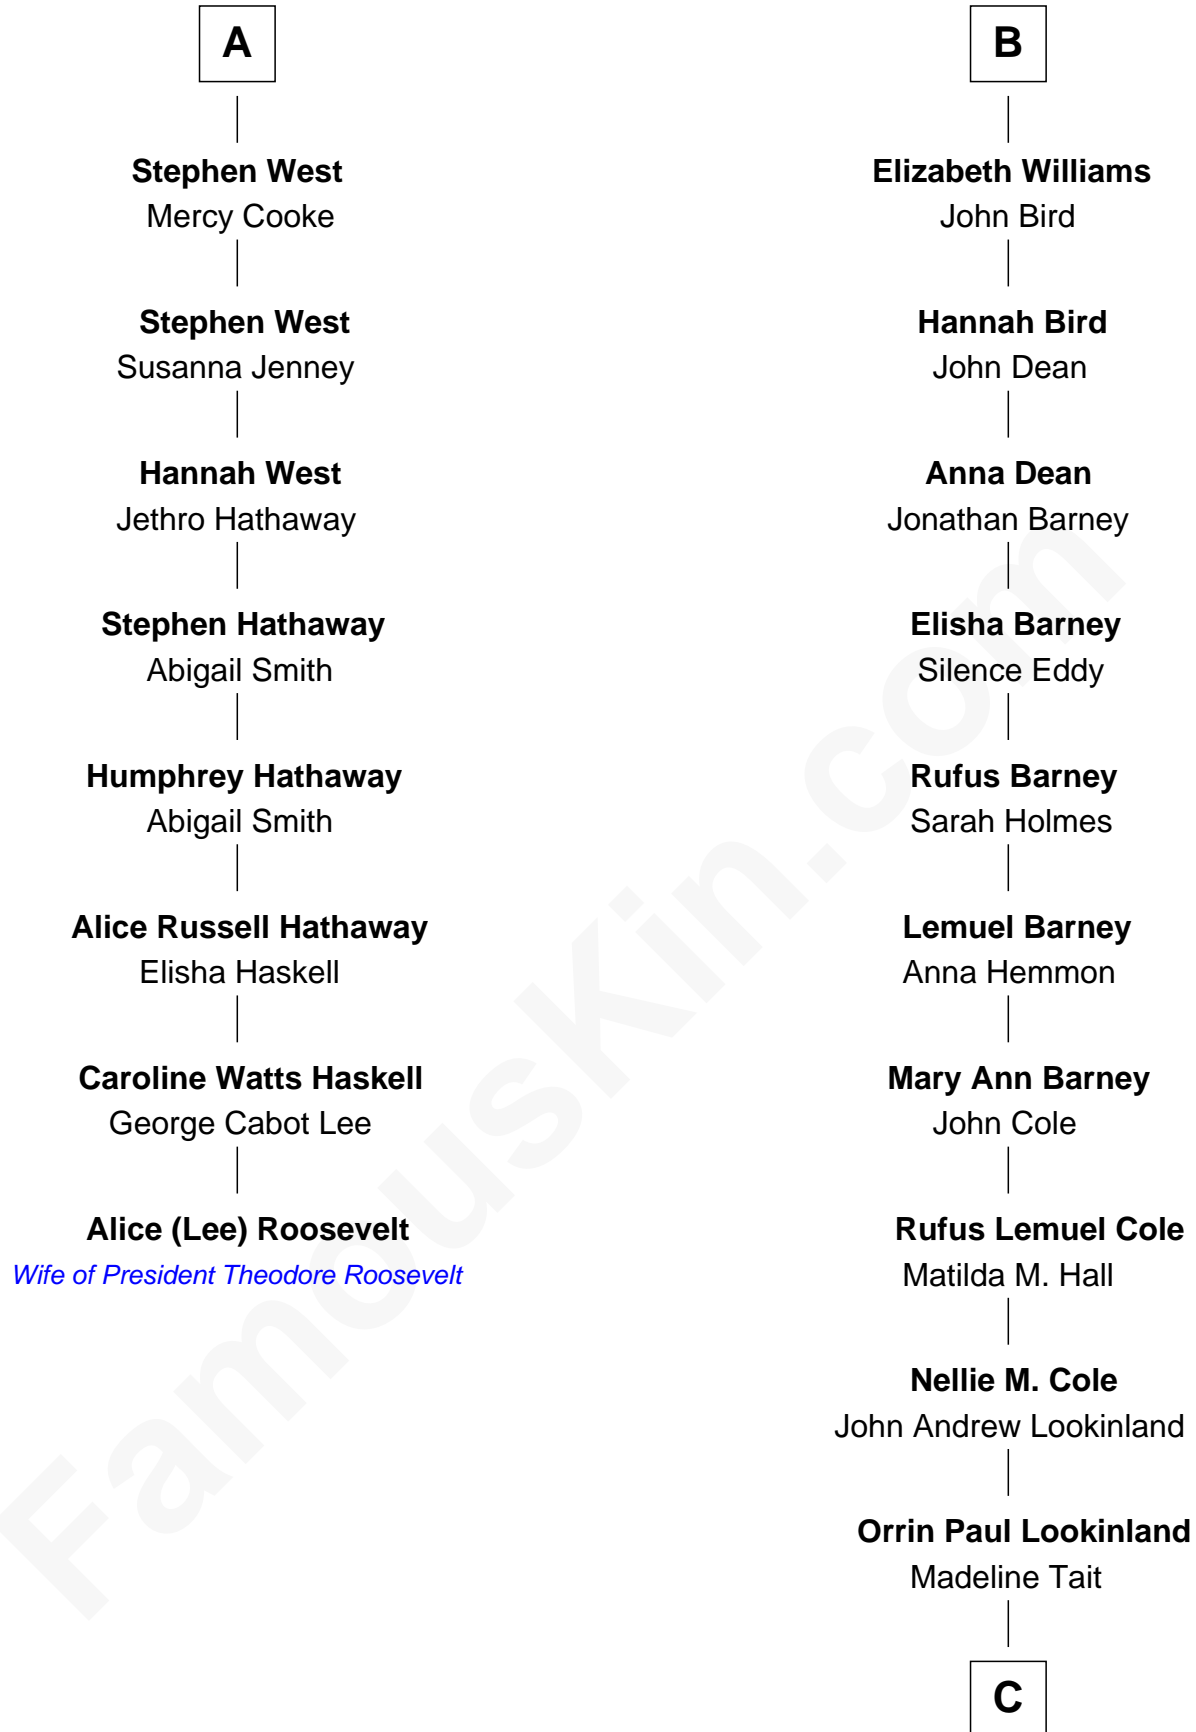 A
Stephen West
Mercy Cooke
Stephen West
Susanna Jenney
Hannah West
Jethro Hathaway
Stephen Hathaway
Abigail Smith
Humphrey Hathaway
Abigail Smith
Alice Russell Hathaway
Elisha Haskell
Caroline Watts Haskell
George Cabot Lee
Alice (Lee) Roosevelt
Wife of President Theodore Roosevelt
B
Elizabeth Williams
John Bird
Hannah Bird
John Dean
Anna Dean
Jonathan Barney
Elisha Barney
Silence Eddy
Rufus Barney
Sarah Holmes
Lemuel Barney
Anna Hemmon
Mary Ann Barney
John Cole
Rufus Lemuel Cole
Matilda M. Hall
Nellie M. Cole
John Andrew Lookinland
Orrin Paul Lookinland
Madeline Tait
C
FamousKin.com